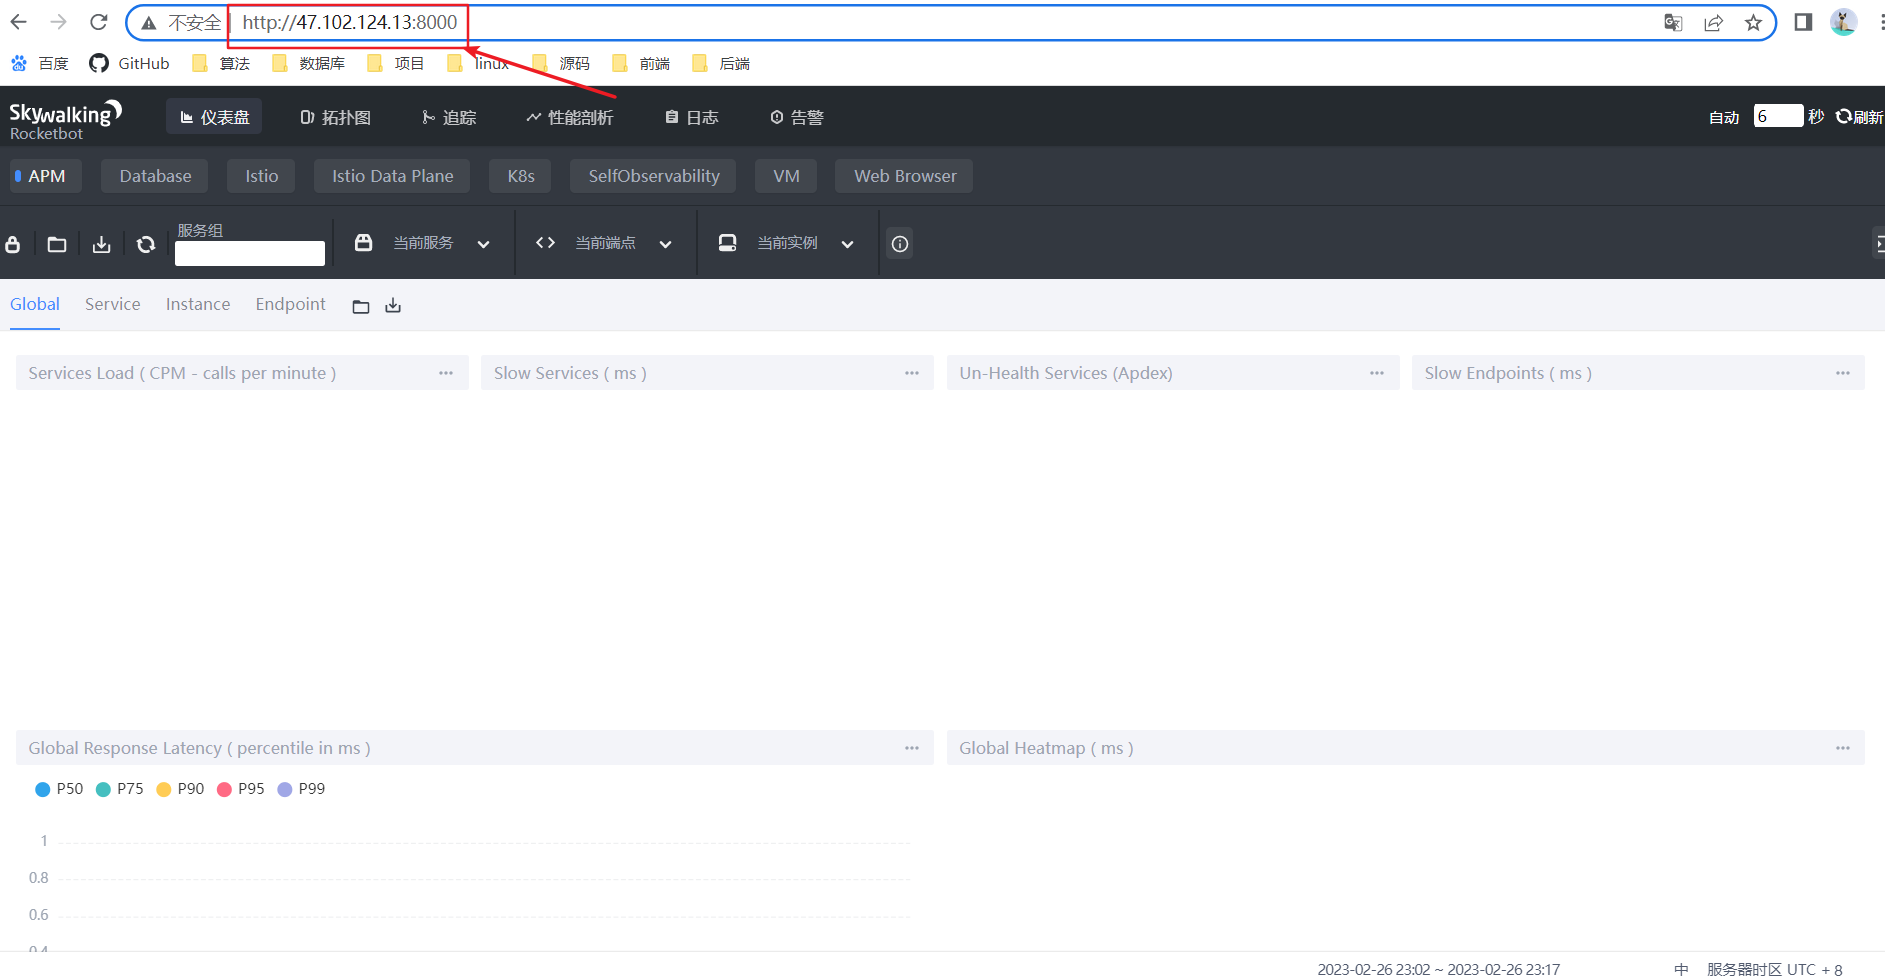 不安全 | http://47.102.124.13:8000
百度 GitHub 算法 数据库 项目 linux 源码 前端 后端
Skywalking
Rocketbot
仪表盘 拓扑图 追踪 性能剖析 日志 告警 自动 6 秒 刷新
APM Database Istio Istio Data Plane K8s SelfObservability VM Web Browser
服务组
当前服务 当前端点 当前实例
Global Service Instance Endpoint
Services Load ( CPM - calls per minute ) Slow Services ( ms ) Un-Health Services (Apdex) Slow Endpoints ( ms )
Global Response Latency ( percentile in ms ) Global Heatmap ( ms )
P50 P75 P90 P95 P99
1
0.8
0.6
0.4
2023-02-26 23:02 ~ 2023-02-26 23:17 中 服务器时区 UTC + 8